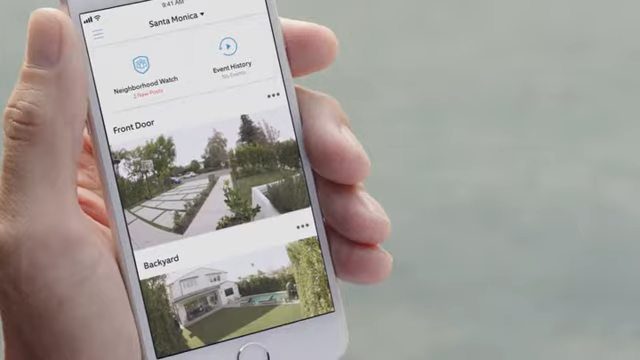 9:41 AM
Santa Monica
Neighborhood Watch
2 New Posts
Event History
No Events
Front Door
Backyard